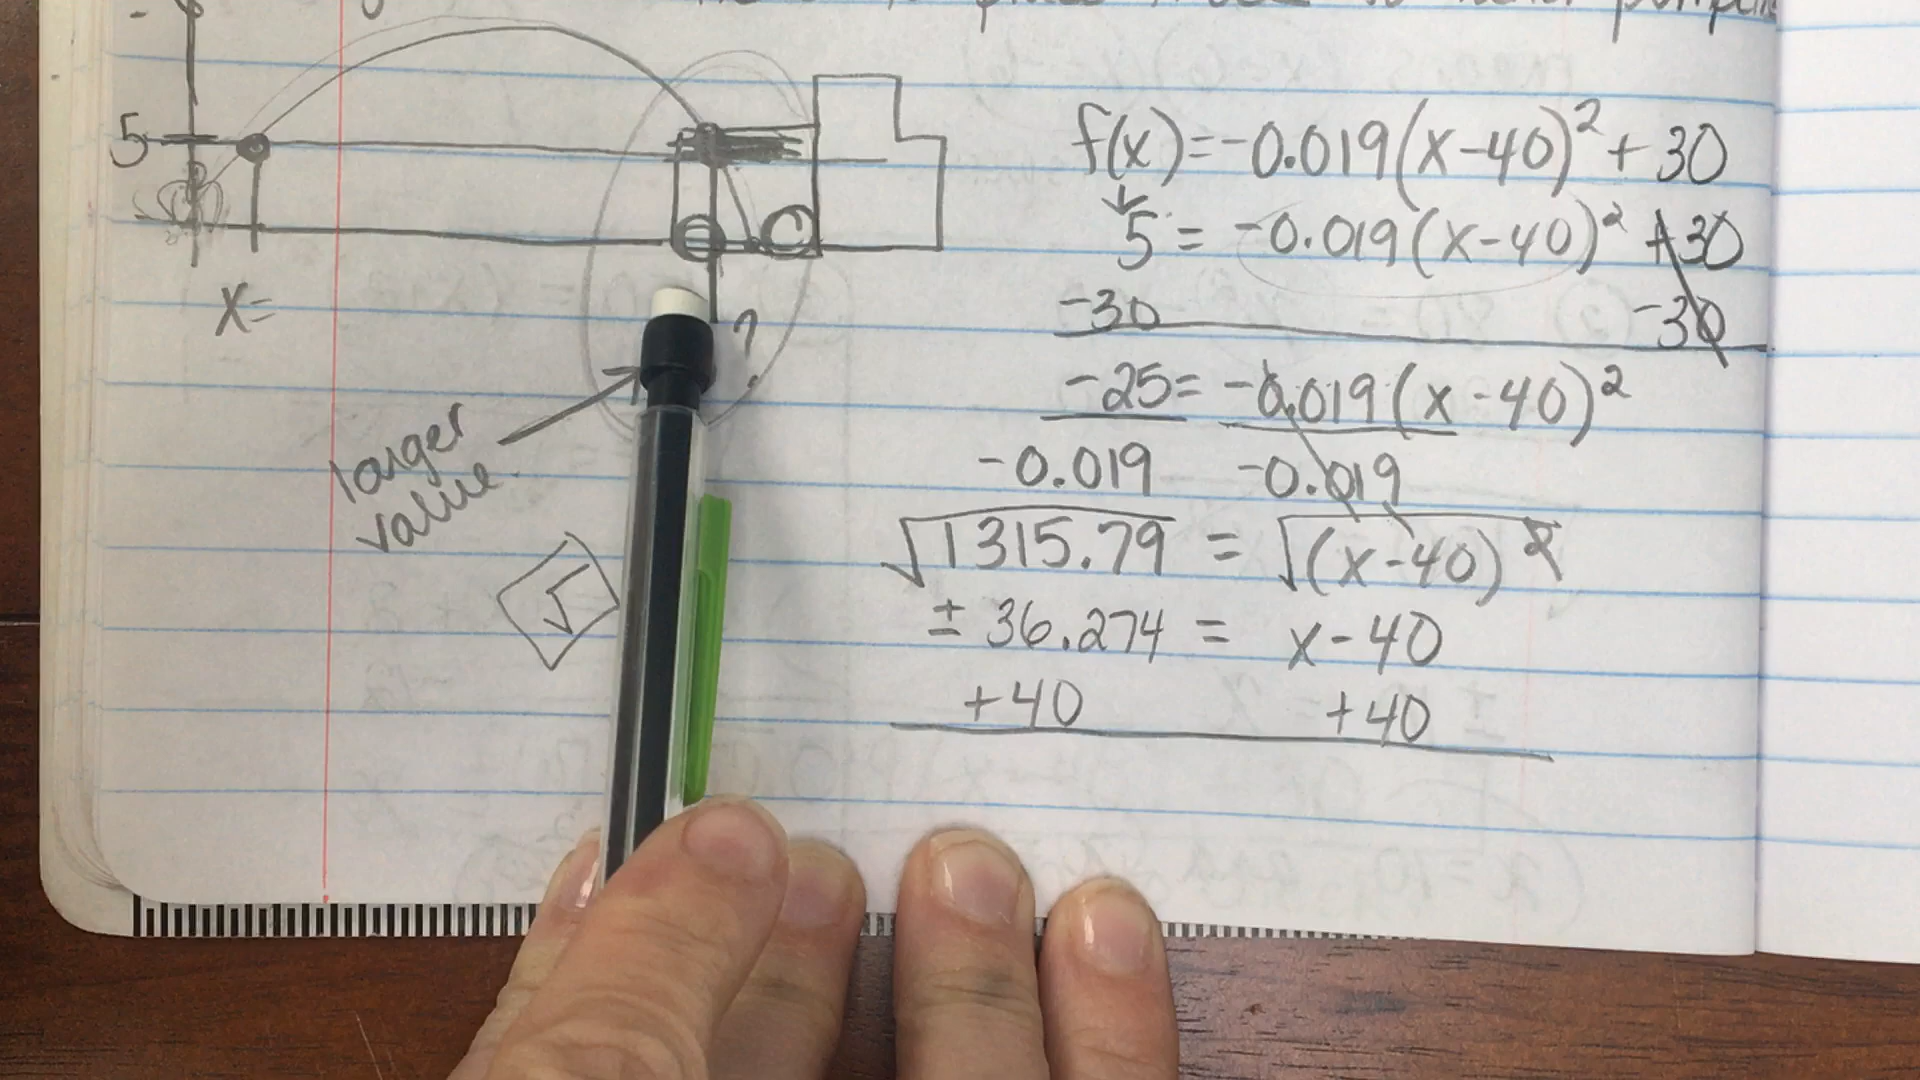 5
x=
?
larger
value.
√
f(x)=-0.019(x-40)²+30
5 = -0.019(x-40)² +30
-30 -30
-25= -0.019(x-40)²
-0.019 -0.019
√1315.79 = √(x-40)²
± 36.274 = x-40
+40 +40